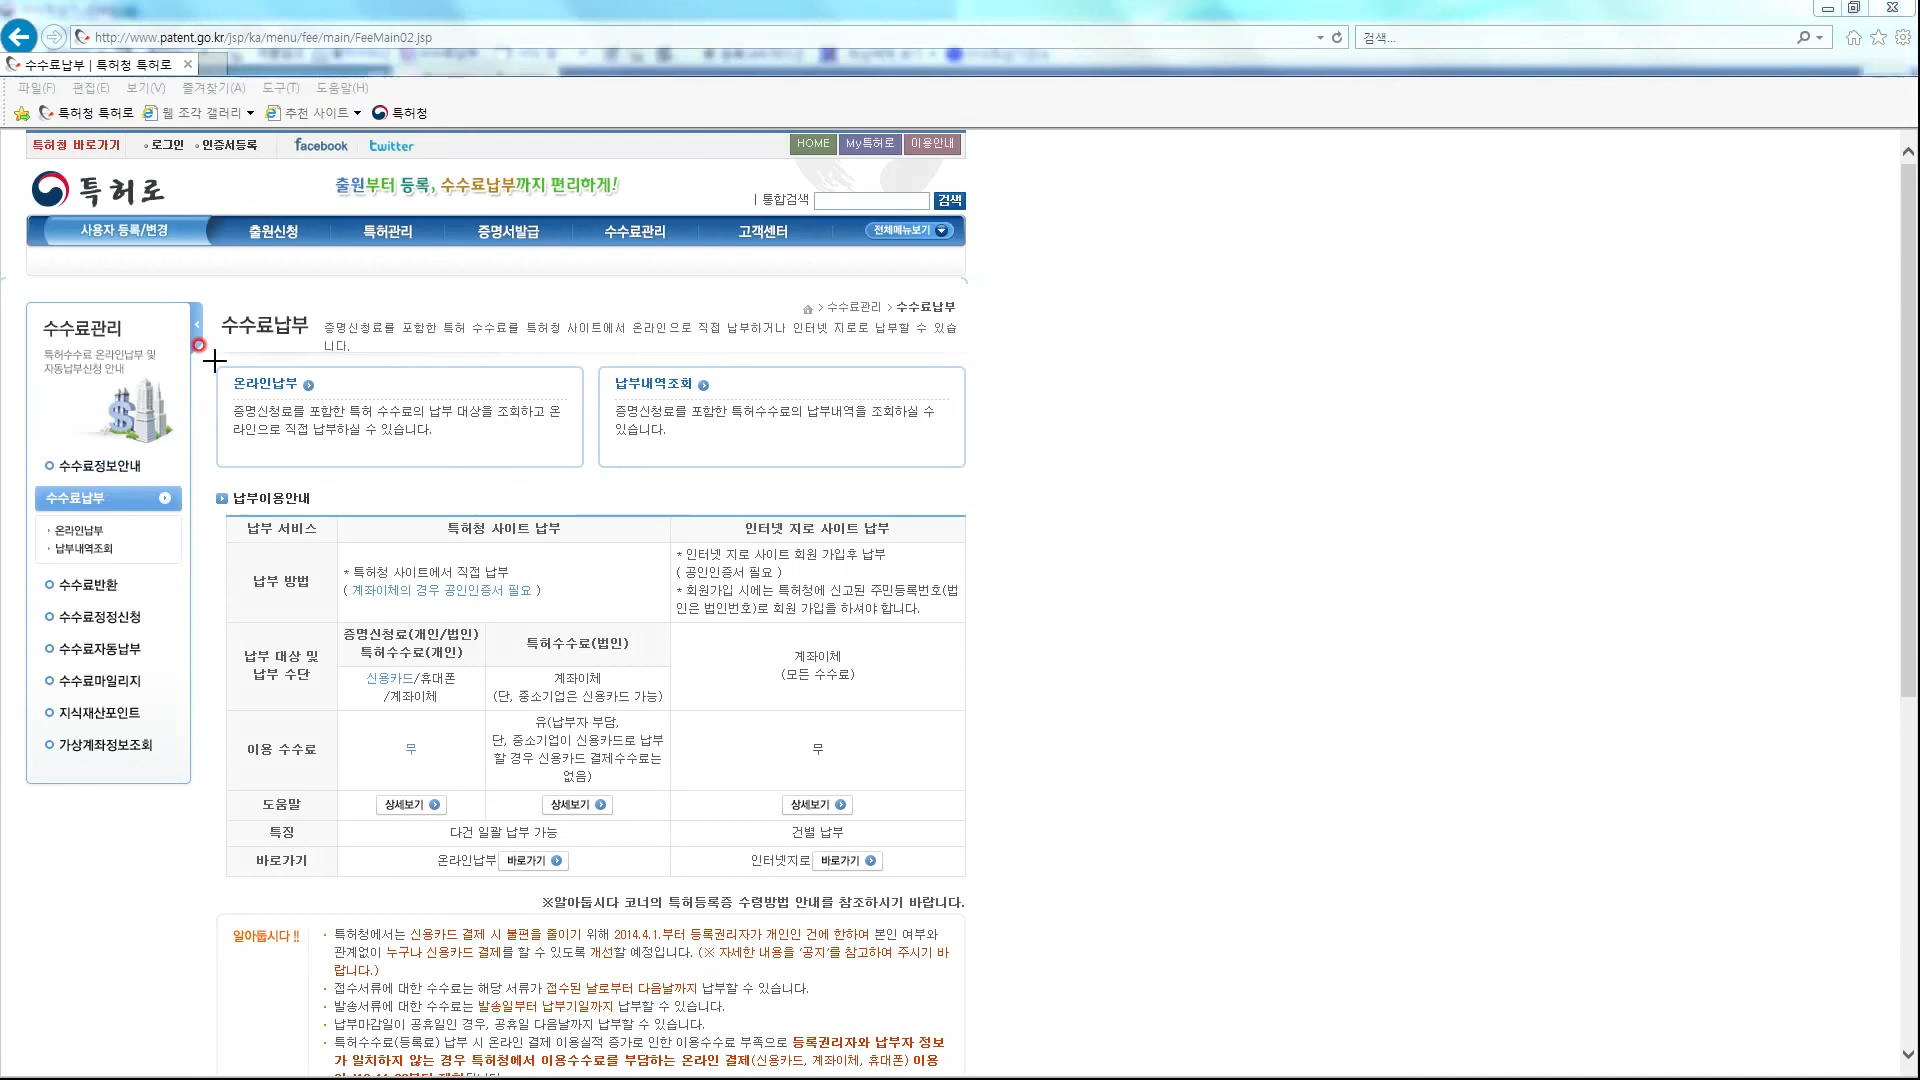 http://www.patent.go.kr/jsp/ka/menu/fee/main/FeeMain02.jsp
검색...
수수료납부 | 특허청 특허로
파일(F) 편집(E) 보기(V) 즐겨찾기(A) 도구(T) 도움말(H)
특허청 특허로 웹 조각 갤러리 추천 사이트 특허청
특허청 바로가기 로그인 인증서등록 facebook twitter HOME My특허로 이용안내
특허로 출원부터 등록, 수수료납부까지 편리하게!
통합검색 검색
사용자 등록/변경 출원신청 특허관리 증명서발급 수수료관리 고객센터 전체메뉴보기
수수료관리
특허수수료 온라인납부 및
자동납부신청 안내
수수료정보안내
수수료납부
온라인납부
납부내역조회
수수료반환
수수료정정신청
수수료자동납부
수수료마일리지
지식재산포인트
가상계좌정보조회
> 수수료관리 > 수수료납부
수수료납부
증명신청료를 포함한 특허 수수료를 특허청 사이트에서 온라인으로 직접 납부하거나 인터넷 지로로 납부할 수 있습
니다.
온라인납부
증명신청료를 포함한 특허 수수료의 납부 대상을 조회하고 온
라인으로 직접 납부하실 수 있습니다.
납부내역조회
증명신청료를 포함한 특허수수료의 납부내역을 조회하실 수
있습니다.
납부이용안내
납부 서비스 특허청 사이트 납부 인터넷 지로 사이트 납부
납부 방법
* 특허청 사이트에서 직접 납부
( 계좌이체의 경우 공인인증서 필요 )
* 인터넷 지로 사이트 회원 가입후 납부
( 공인인증서 필요 )
* 회원가입 시에는 특허청에 신고된 주민등록번호(법
인은 법인번호)로 회원 가입을 하셔야 합니다.
납부 대상 및
납부 수단
증명신청료(개인/법인)
특허수수료(개인)
특허수수료(법인)
신용카드/휴대폰
/계좌이체
계좌이체
(단, 중소기업은 신용카드 가능)
계좌이체
(모든 수수료)
이용 수수료
무
유(납부자 부담,
단, 중소기업이 신용카드로 납부
할 경우 신용카드 결제수수료는
없음)
무
도움말 상세보기 상세보기 상세보기
특징 다건 일괄 납부 가능 건별 납부
바로가기 온라인납부 바로가기 인터넷지로 바로가기
※알아둡시다 코너의 특허등록증 수령방법 안내를 참조하시기 바랍니다.
알아둡시다 !!
· 특허청에서는 신용카드 결제 시 불편을 줄이기 위해 2014.4.1.부터 등록권리자가 개인인 건에 한하여 본인 여부와
관계없이 누구나 신용카드 결제를 할 수 있도록 개선할 예정입니다. (※ 자세한 내용을 '공지'를 참고하여 주시기 바
랍니다.)
· 접수서류에 대한 수수료는 해당 서류가 접수된 날로부터 다음날까지 납부할 수 있습니다.
· 발송서류에 대한 수수료는 발송일부터 납부기일까지 납부할 수 있습니다.
· 납부마감일이 공휴일인 경우, 공휴일 다음날까지 납부할 수 있습니다.
· 특허수수료(등록료) 납부 시 온라인 결제 이용실적 증가로 인한 이용수수료 부족으로 등록권리자와 납부자 정보
가 일치하지 않는 경우 특허청에서 이용수수료를 부담하는 온라인 결제(신용카드, 계좌이체, 휴대폰) 이용